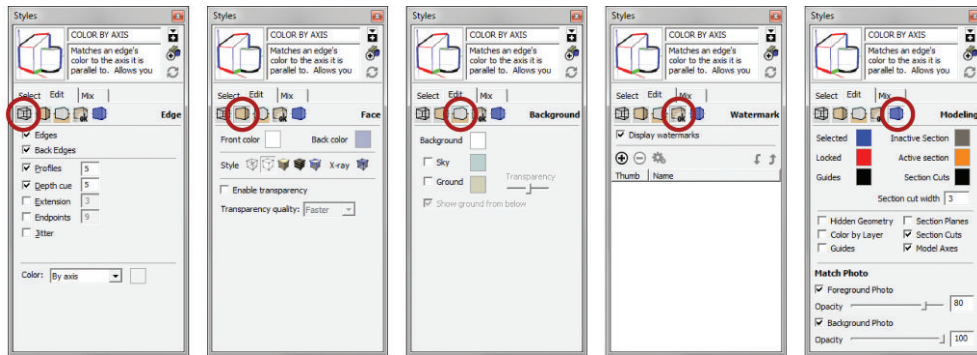 Styles
COLOR BY AXIS
Matches an edge's
color to the axis it is
parallel to. Allows you
Select Edit Mix
Edge
Edges
Back Edges
Profiles 5
Depth cue 5
Extension 3
Endpoints 9
Jitter
Color: By axis
Styles
COLOR BY AXIS
Matches an edge's
color to the axis it is
parallel to. Allows you
Select Edit Mix
Face
Front color Back color
Style X-ray
Enable transparency
Transparency quality: Faster
Styles
COLOR BY AXIS
Matches an edge's
color to the axis it is
parallel to. Allows you
Select Edit Mix
Background
Background
Sky
Ground Transparency
Show ground from below
Styles
COLOR BY AXIS
Matches an edge's
color to the axis it is
parallel to. Allows you
Select Edit Mix
Watermark
Display watermarks
Thumb Name
Styles
COLOR BY AXIS
Matches an edge's
color to the axis it is
parallel to. Allows you
Select Edit Mix
Modeling
Selected Inactive Section
Locked Active section
Guides Section Cuts
Section cut width 3
Hidden Geometry Section Planes
Color by Layer Section Cuts
Guides Model Axes
Match Photo
Foreground Photo
Opacity 80
Background Photo
Opacity 100